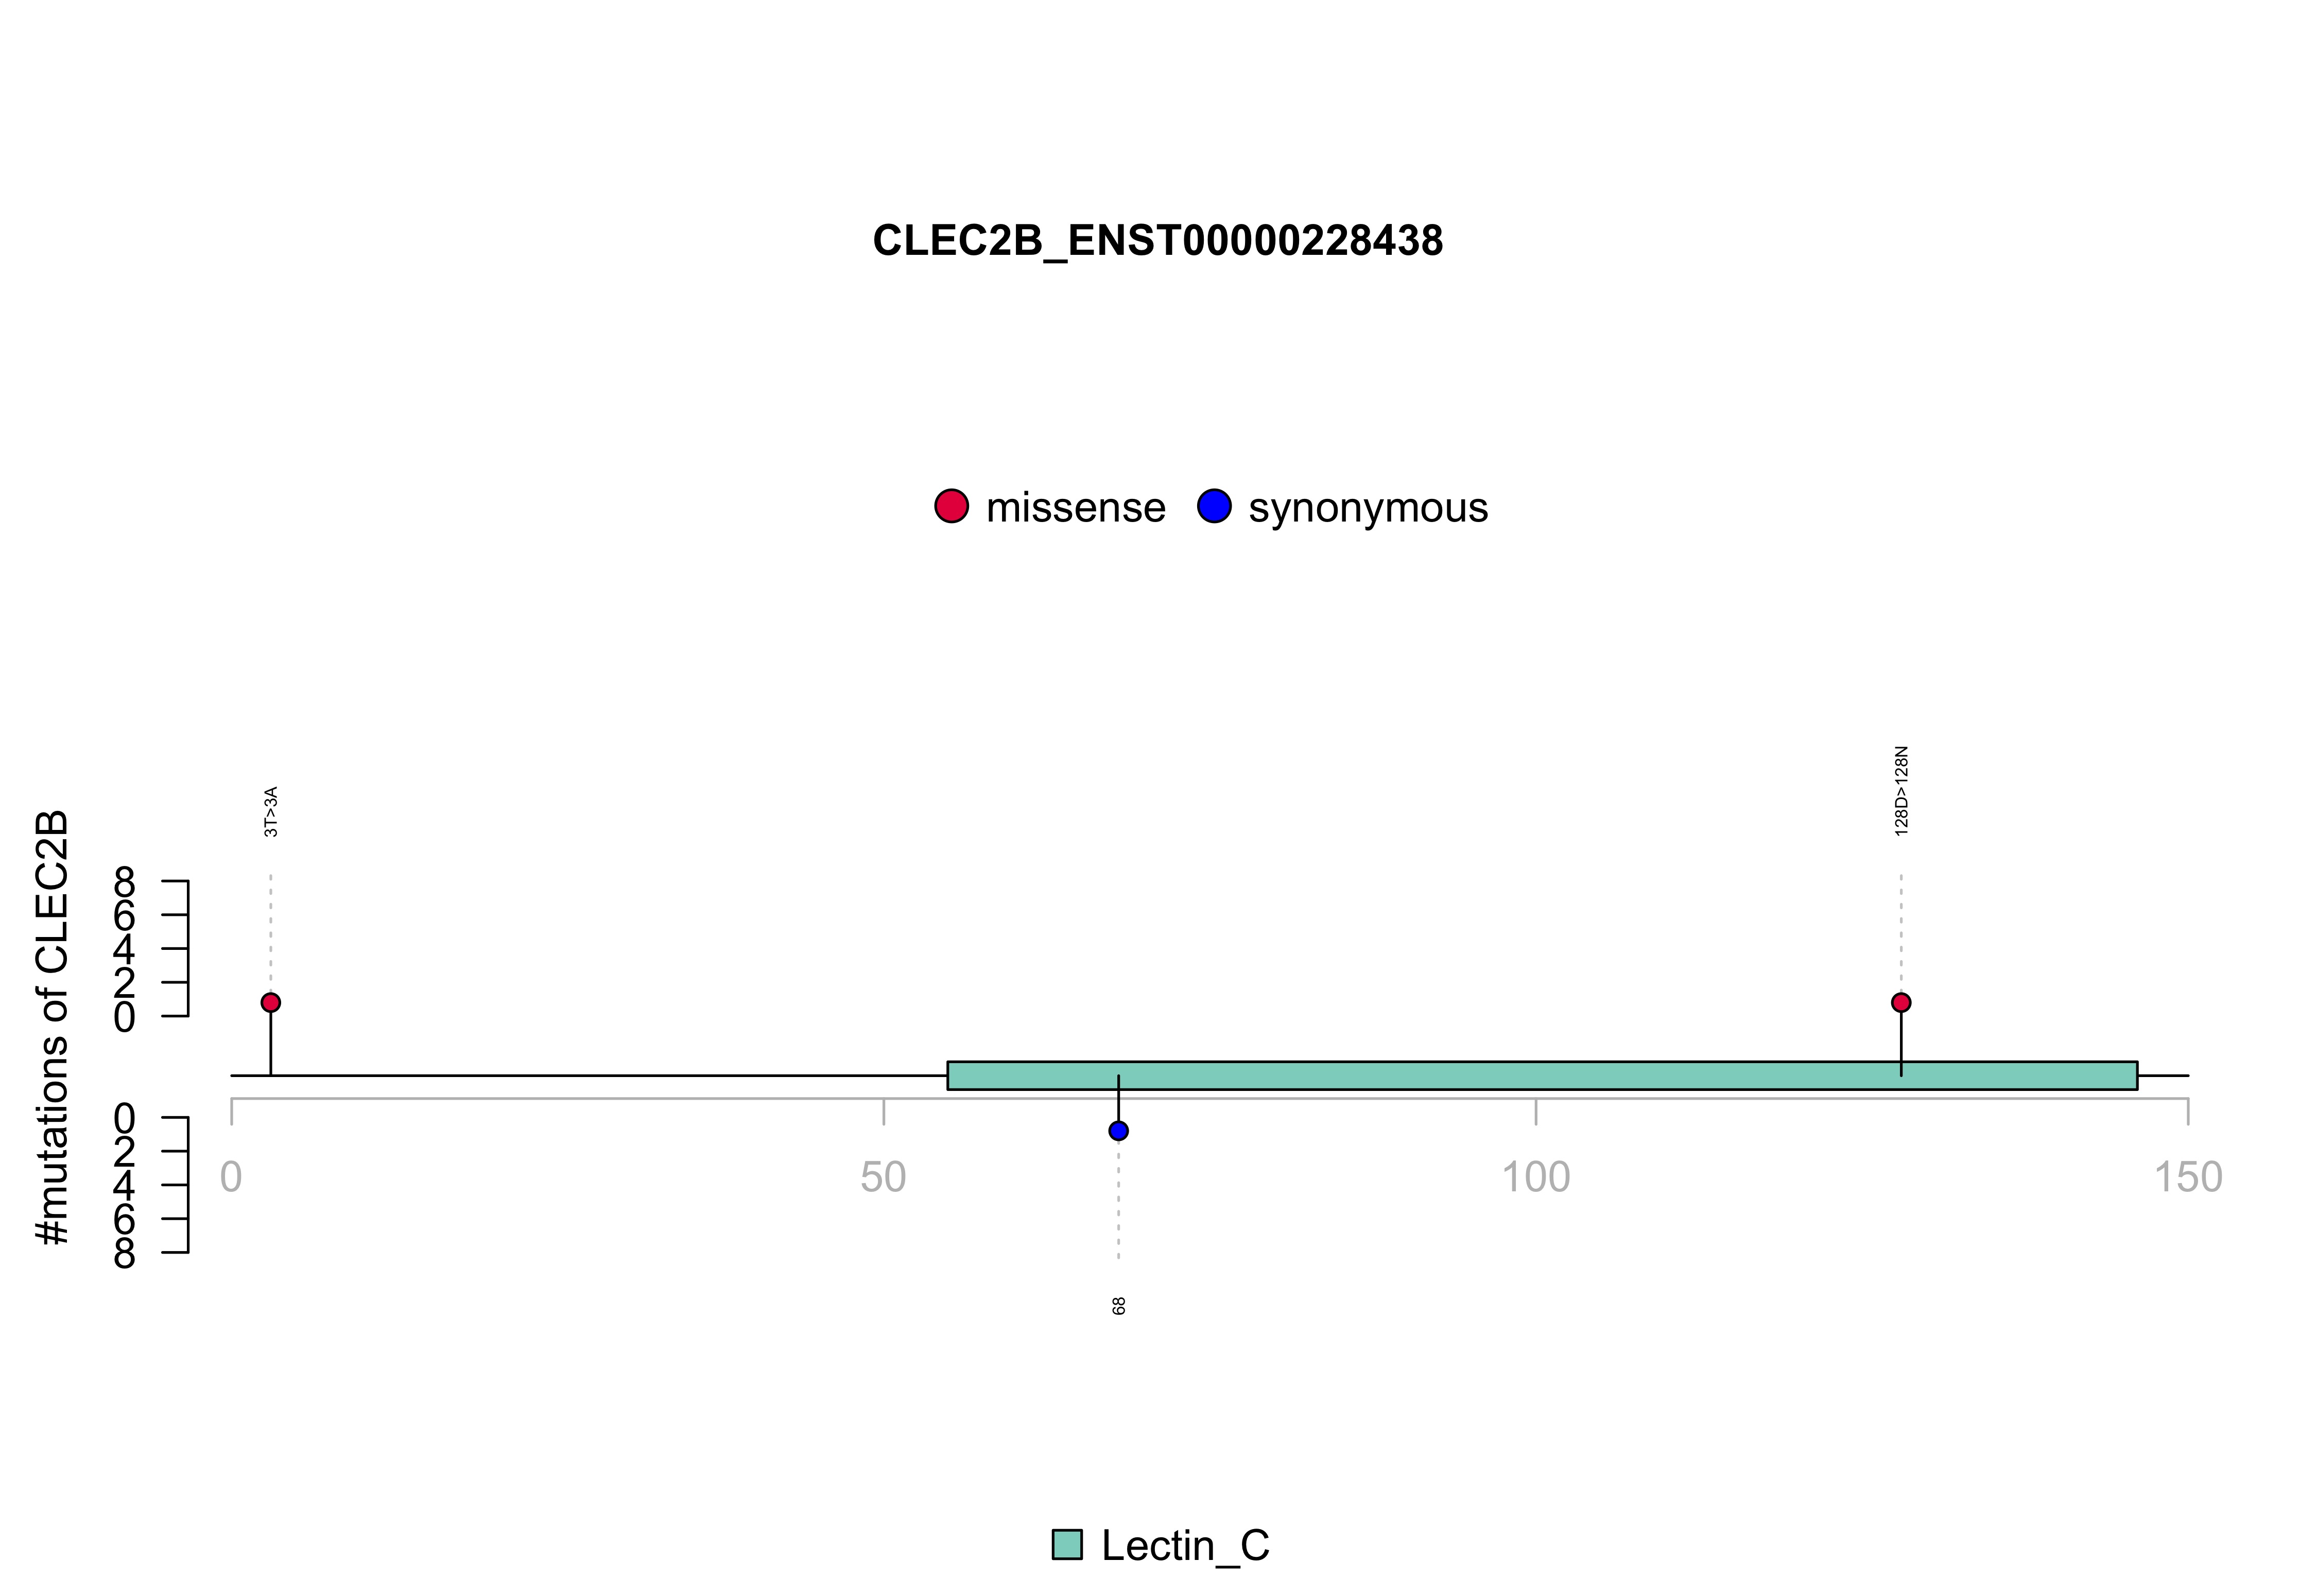 CLEC2B_ENST00000228438
missense
synonymous
3T>3A
128D>128N
#mutations of CLEC2B
8
6
4
2
0
0
2
4
6
8
0
50
100
150
68
Lectin_C